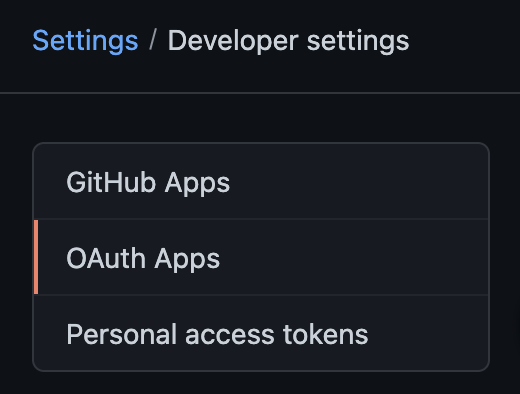 Settings / Developer settings
GitHub Apps
OAuth Apps
Personal access tokens